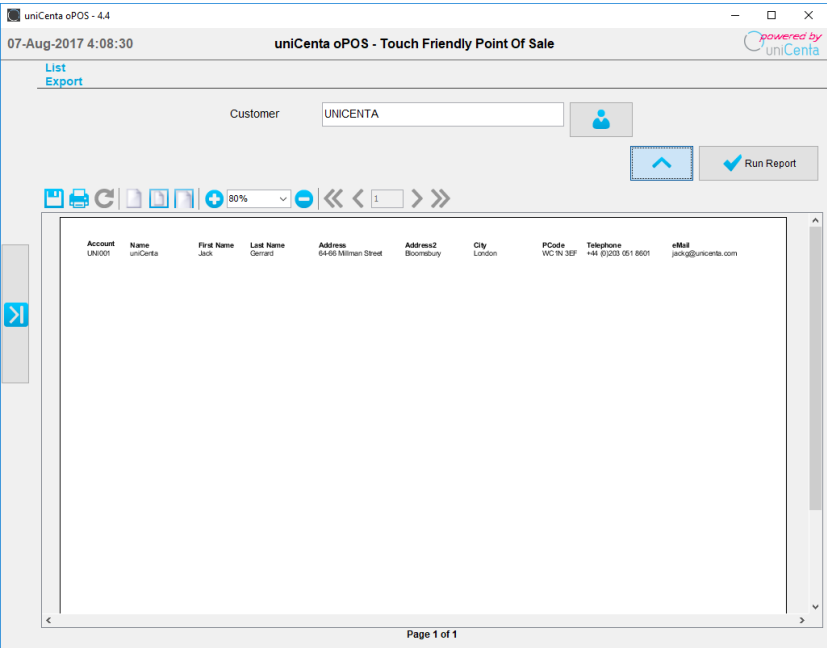 uniCenta oPOS - 4.4
07-Aug-2017 4:08:30 uniCenta oPOS - Touch Friendly Point Of Sale powered by uniCenta
List
Export
Customer UNICENTA
Run Report
80% 1
Account Name First Name Last Name Address Address2 City PCode Telephone eMail
UNI001 uniCenta Jack Gerrard 64-66 Millman Street Bloomsbury London WC1N 3EF +44 (0)203 051 8601 jackg@unicenta.com
Page 1 of 1